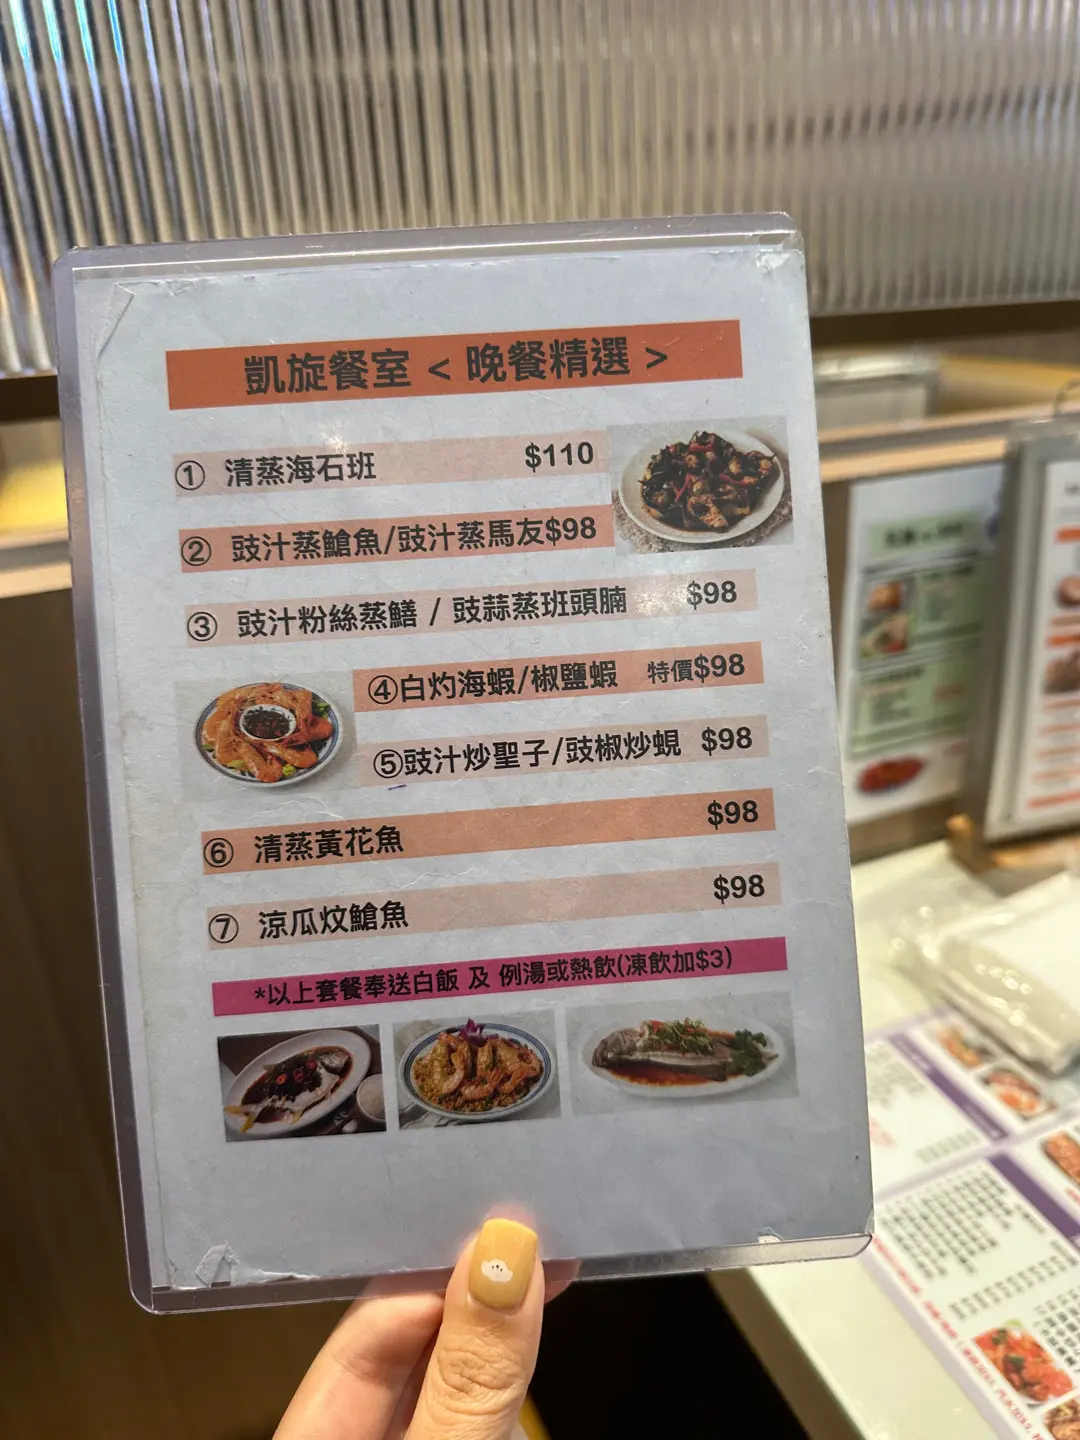 凱旋餐室 < 晚餐精選 >
① 清蒸海石班 $110
② 豉汁蒸鯧魚/豉汁蒸馬友$98
③ 豉汁粉絲蒸鱔 / 豉蒜蒸班頭腩 $98
④白灼海蝦/椒鹽蝦 特價$98
⑤豉汁炒聖子/豉椒炒蜆 $98
⑥ 清蒸黃花魚 $98
⑦ 涼瓜炆鯧魚 $98
*以上套餐奉送白飯 及 例湯或熱飲(凍飲加$3)